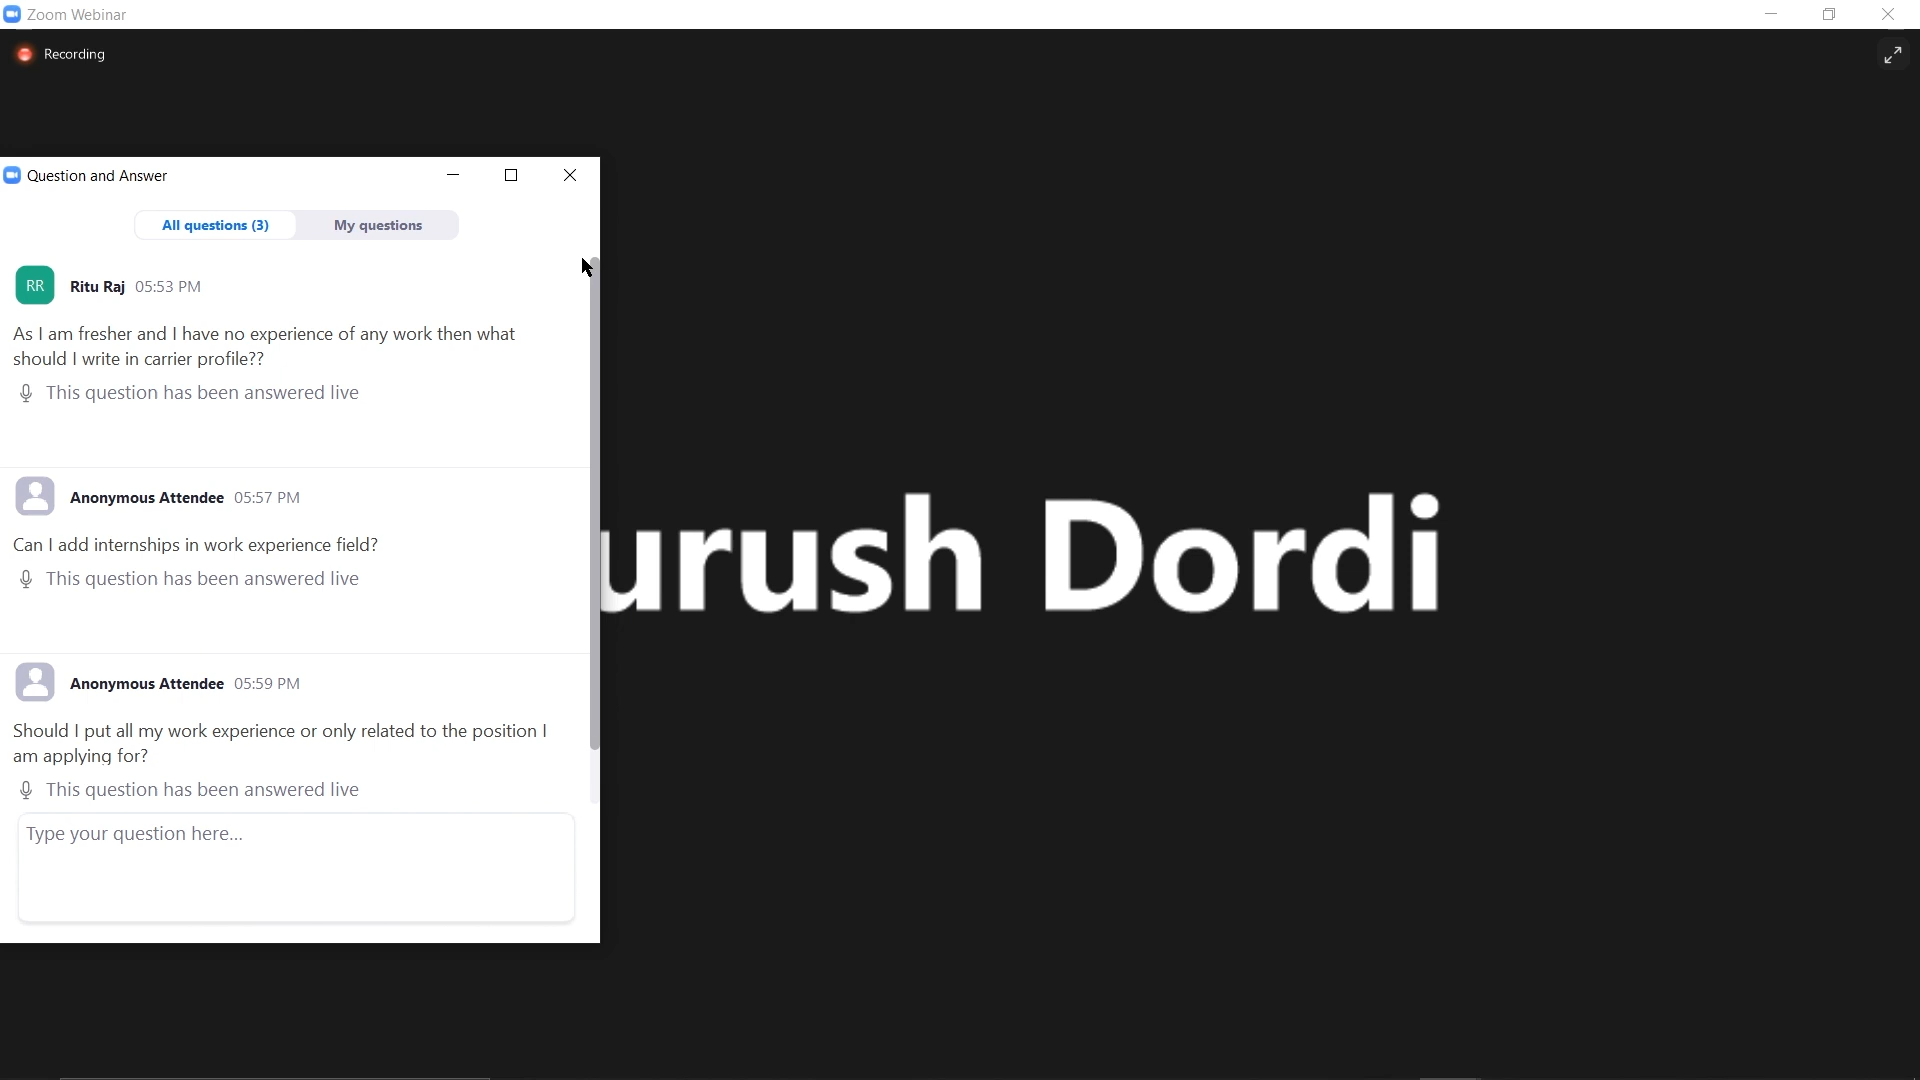 Zoom Webinar
Recording
Question and Answer
All questions (3)
My questions
RR
Ritu Raj 05:53 PM
As I am fresher and I have no experience of any work then what
should I write in carrier profile??
This question has been answered live
Anonymous Attendee 05:57 PM
Can I add internships in work experience field?
This question has been answered live
Anonymous Attendee 05:59 PM
Should I put all my work experience or only related to the position I
am applying for?
This question has been answered live
Type your question here...
urush Dordi